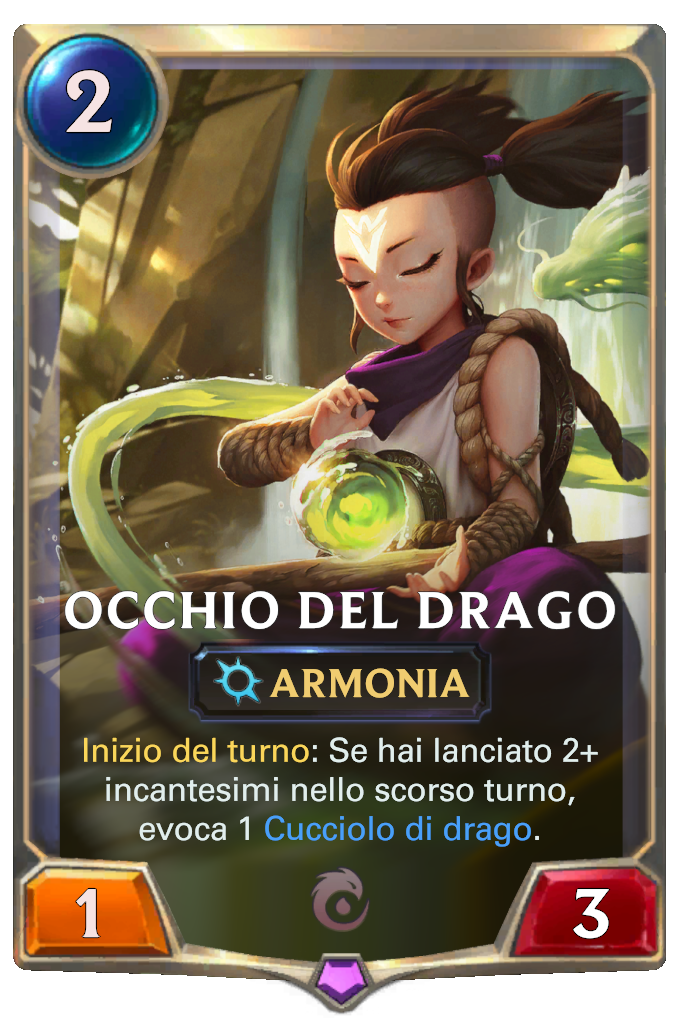 2
OCCHIO DEL DRAGO
ARMONIA
Inizio del turno: Se hai lanciato 2+
incantesimi nello scorso turno,
evoca 1 Cucciolo di drago.
1
3